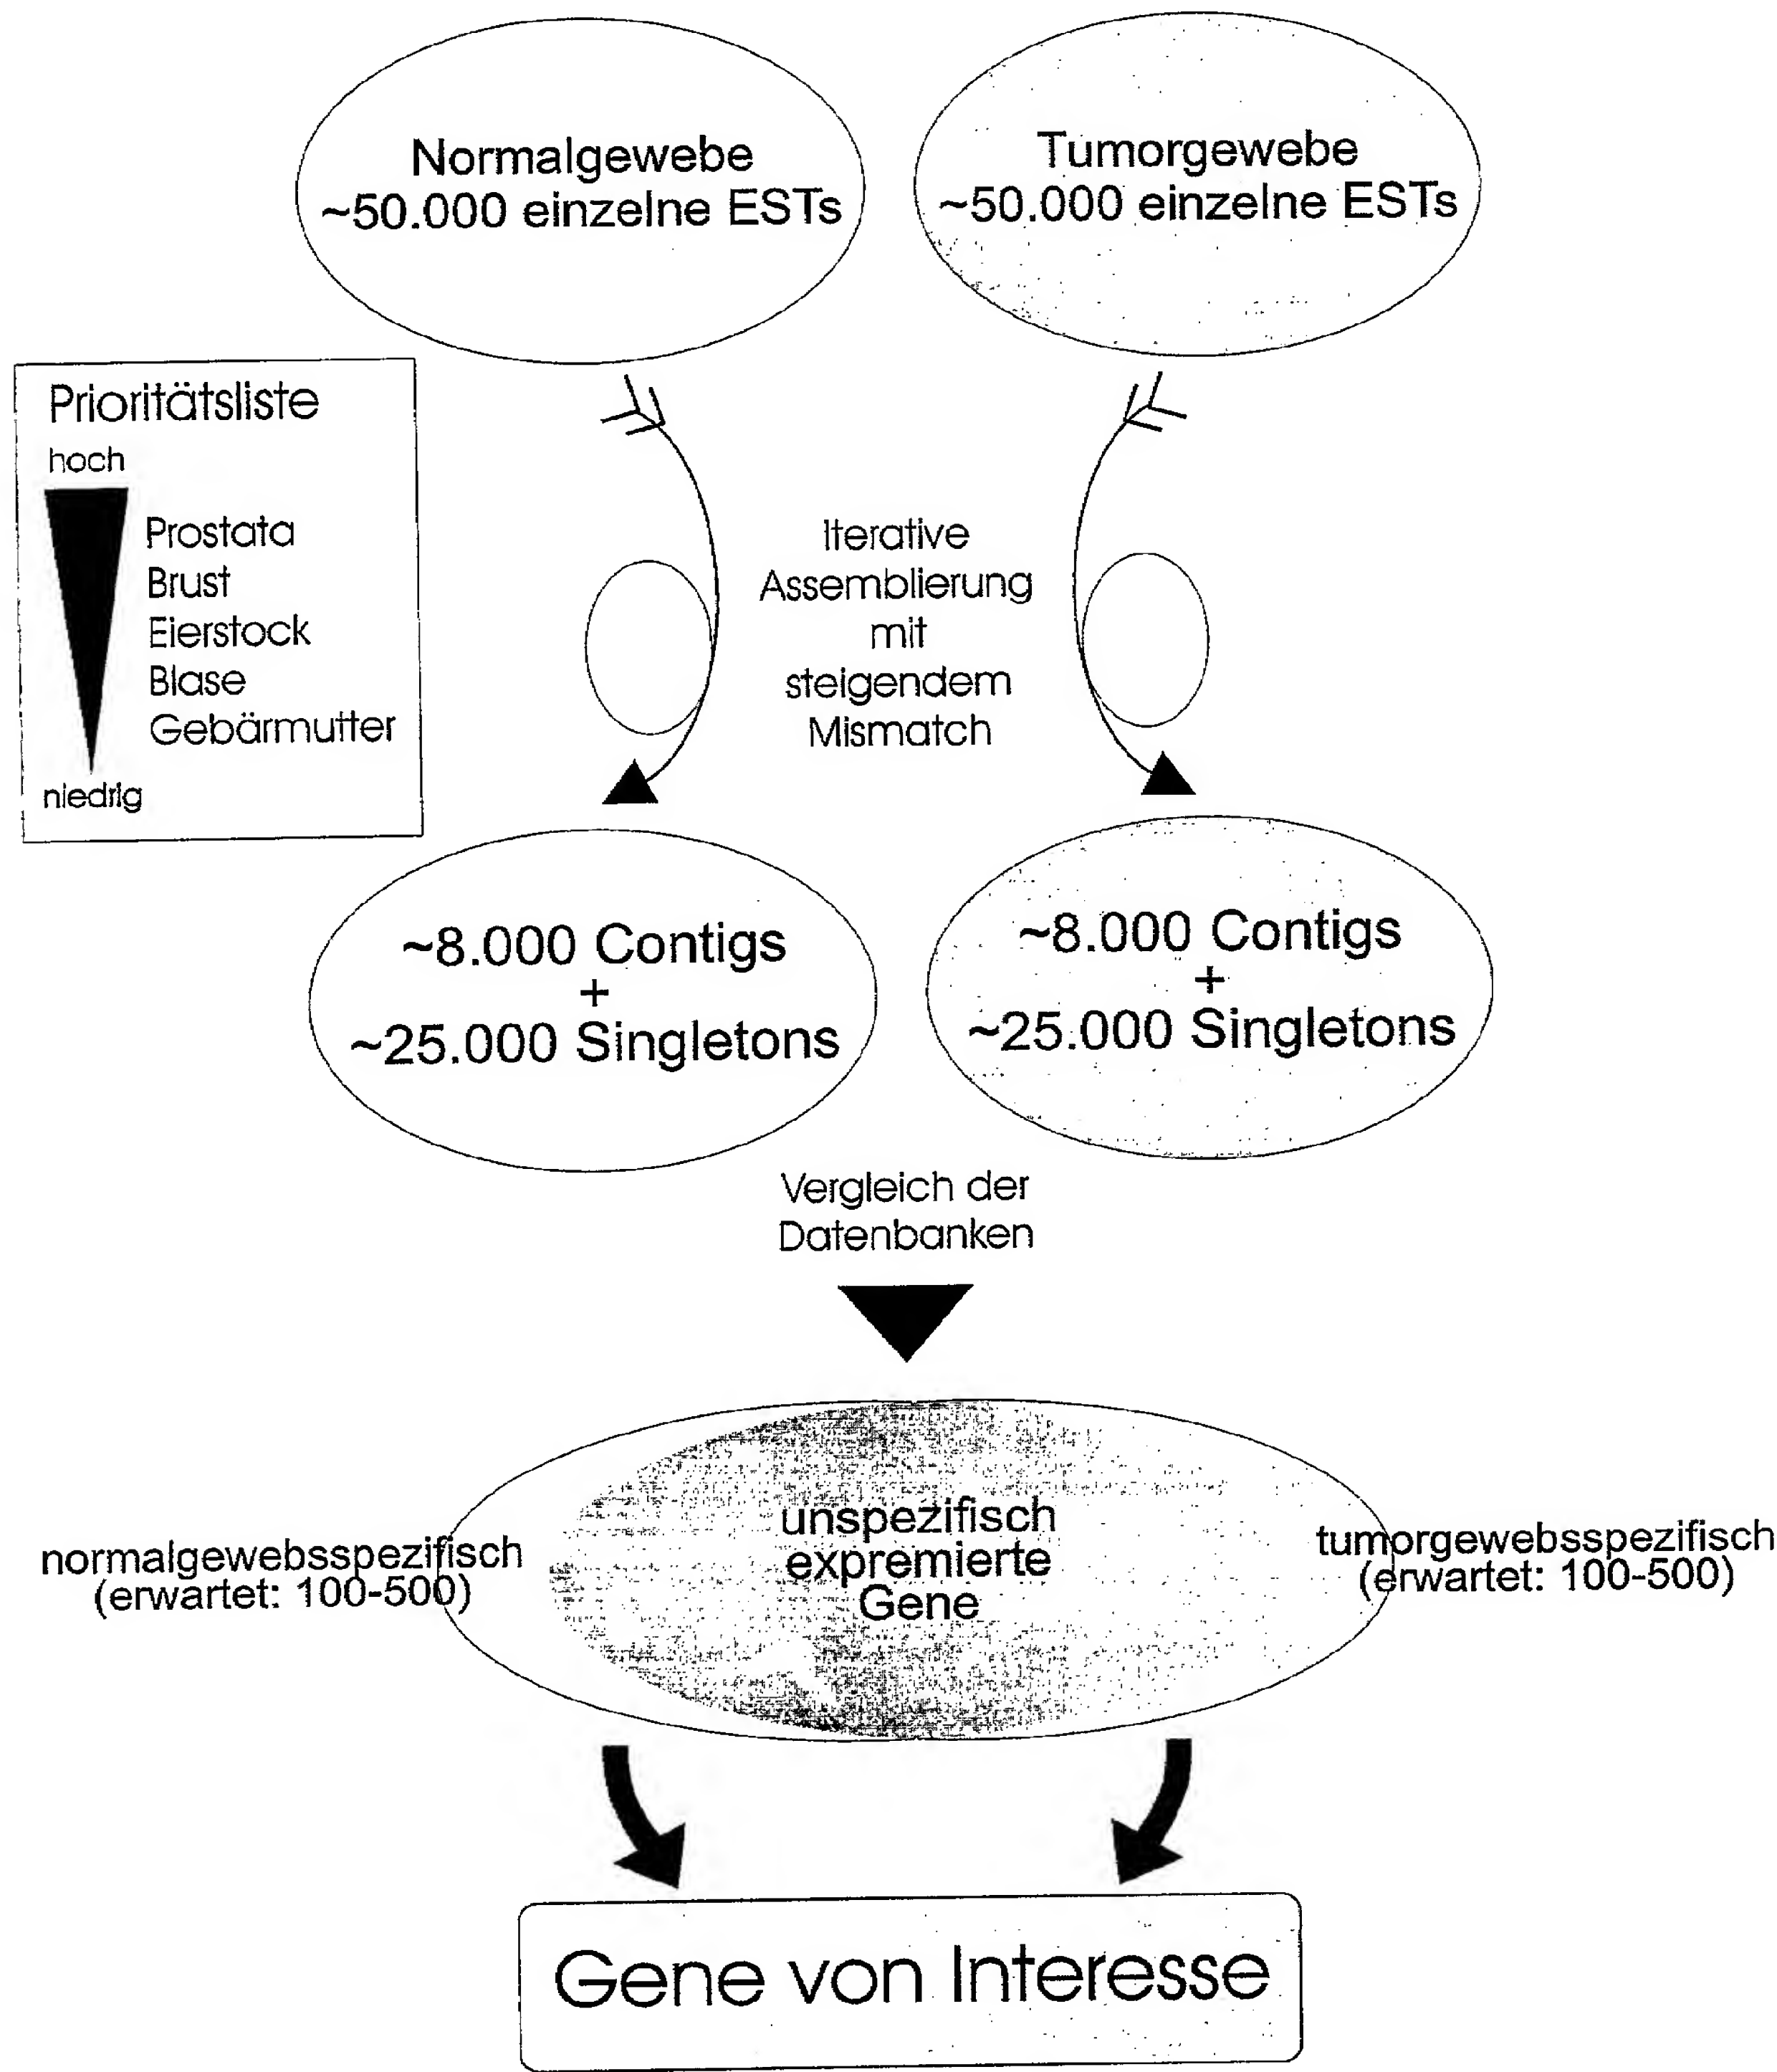 Normalgewebe
~50.000 einzelne ESTs
Tumorgewebe
~50.000 einzelne ESTs
Prioritätsliste
hoch
Prostata
Brust
Eierstock
Blase
Gebärmutter
niedrig
Iterative
Assemblierung
mit
steigendem
Mismatch
~8.000 Contigs
+
~25.000 Singletons
~8.000 Contigs
+
~25.000 Singletons
Vergleich der
Datenbanken
normalgewebsspezifisch
(erwartet: 100-500)
unspezifisch
expremierte
Gene
tumorgewebsspezifisch
(erwartet: 100-500)
Gene von Interesse